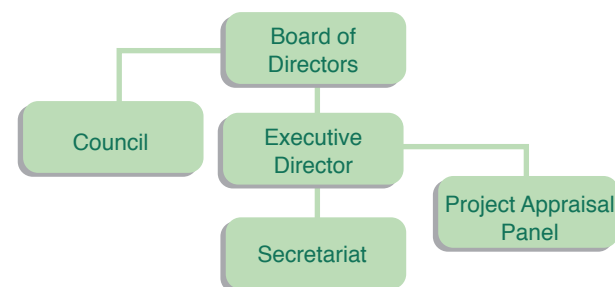 Board of
Directors
Council
Executive
Director
Project Appraisal
Panel
Secretariat